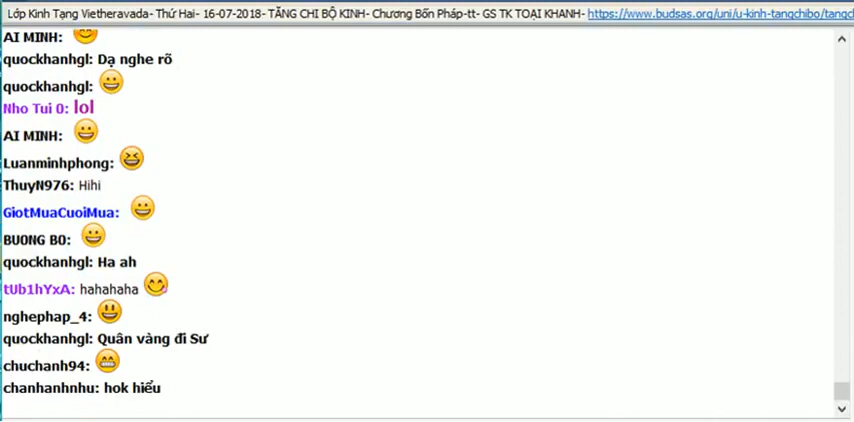 Lớp Kinh Tạng Vietheravada- Thứ Hai- 16-07-2018- TĂNG CHI BỘ KINH- Chương Bốn Pháp-tt- GS TK TOẠI KHANH- https://www.budsas.org/uni/u-kinh-tangchibo/tangc
AI MINH:
quockhanhgl: Dạ nghe rõ
quockhanhgl:
Nho Tui 0: lol
AI MINH:
Luanminhphong:
ThuyN976: Hihi
GiotMuaCuoiMua:
BUONG B0:
quockhanhgl: Ha ah
tUb1hYxA: hahahaha
nghephap_4:
quockhanhgl: Quân vàng đi Sư
chuchanh94:
chanhanhnhu: hok hiểu